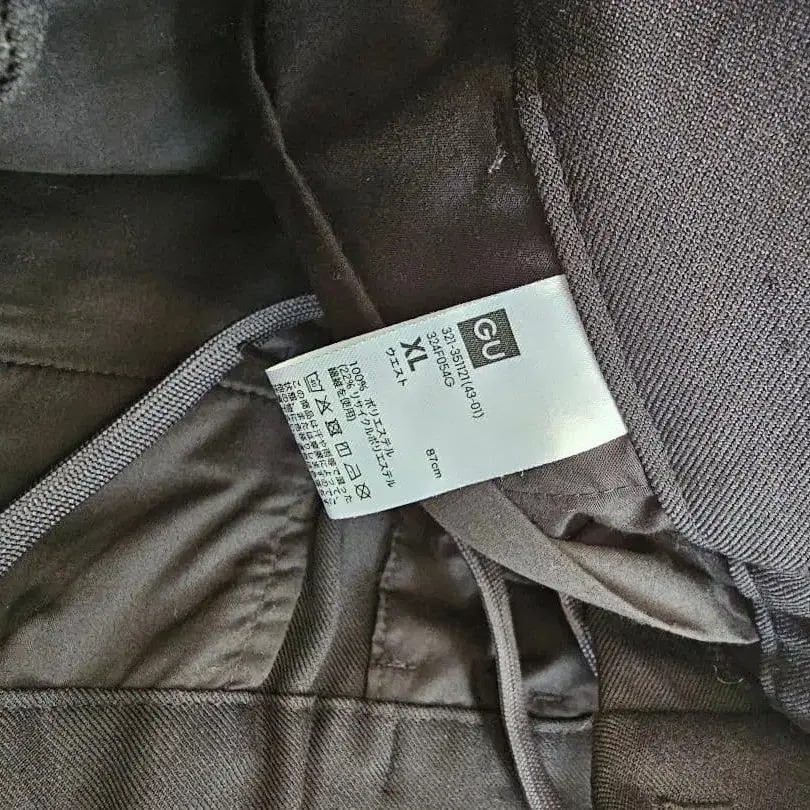 GU
321-351121(43-01)
324F054G
XL
ウエスト
87cm
100% ポリエステル
(22% リサイクルポリエステル
繊維を使用)